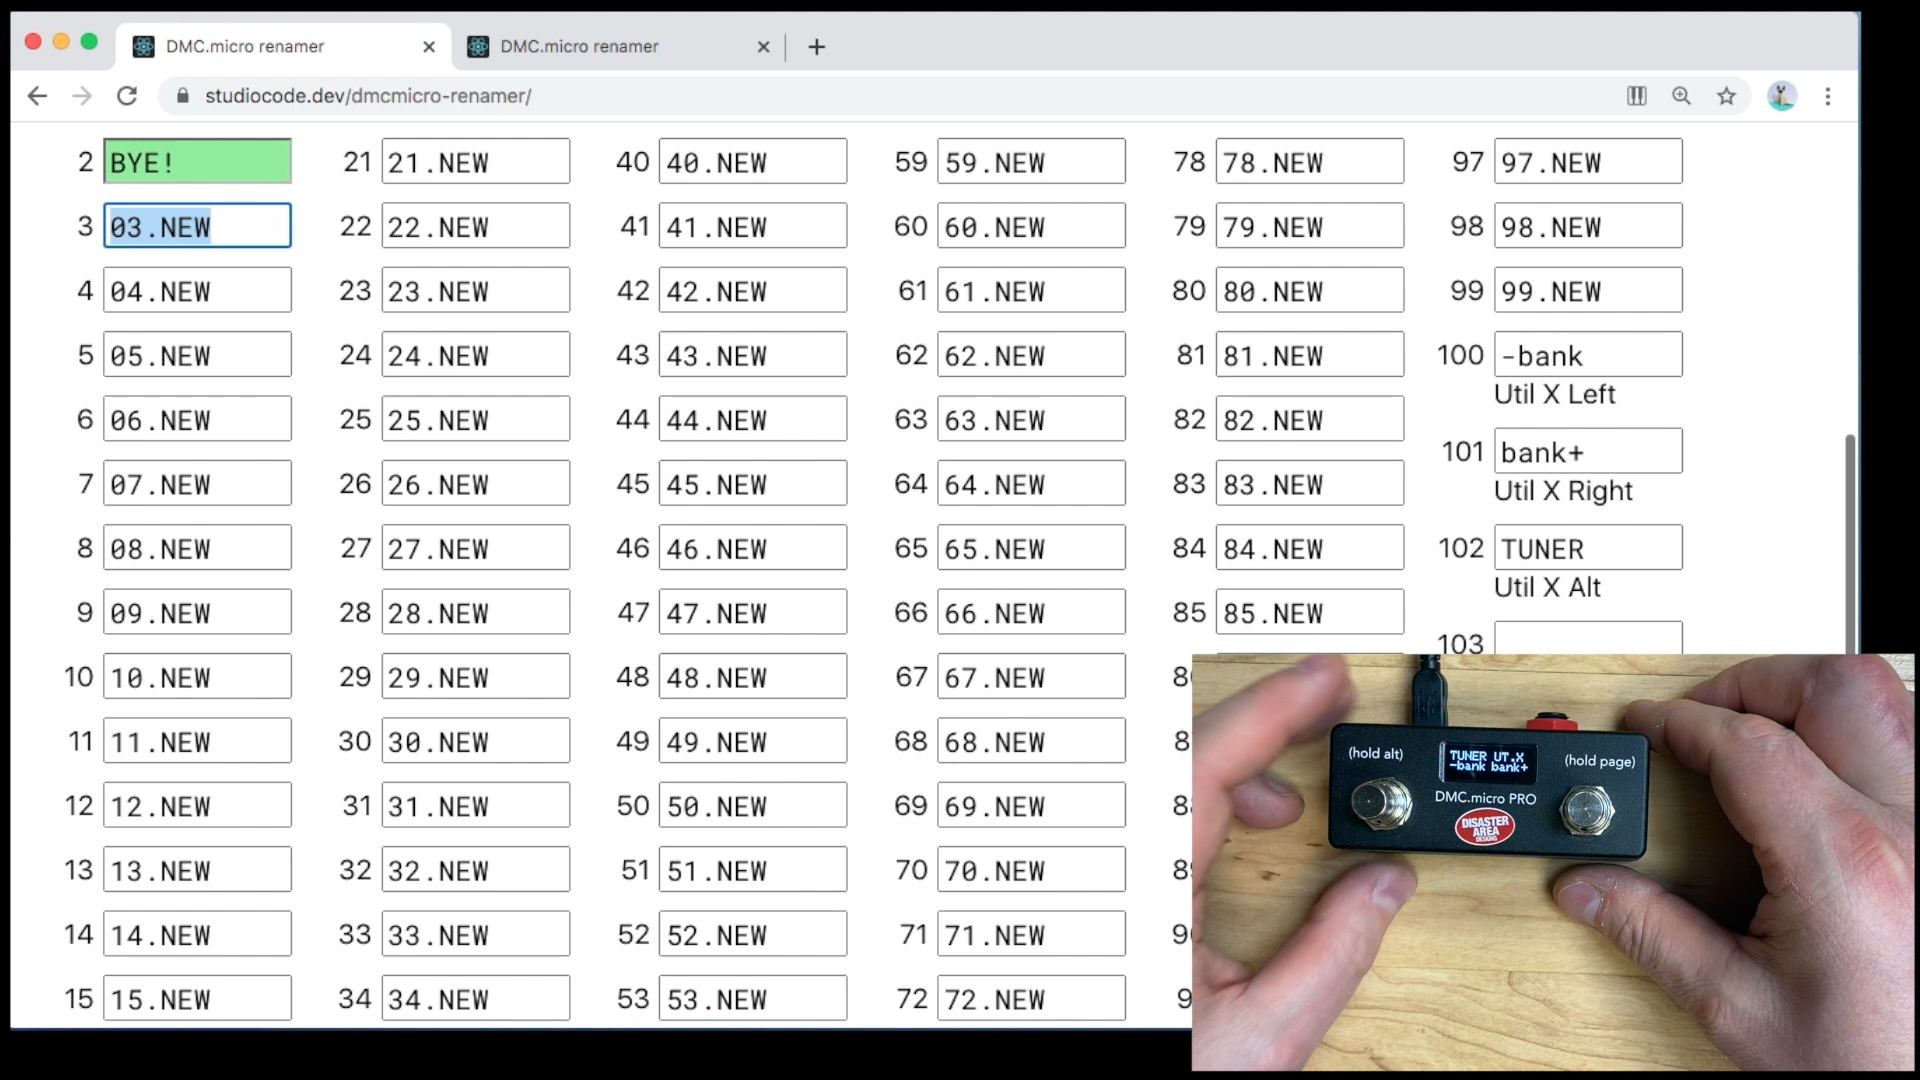 DMC.micro renamer
DMC.micro renamer
studiocode.dev/dmcmicro-renamer/
2 BYE! 21 21.NEW 40 40.NEW 59 59.NEW 78 78.NEW 97 97.NEW
3 03.NEW 22 22.NEW 41 41.NEW 60 60.NEW 79 79.NEW 98 98.NEW
4 04.NEW 23 23.NEW 42 42.NEW 61 61.NEW 80 80.NEW 99 99.NEW
5 05.NEW 24 24.NEW 43 43.NEW 62 62.NEW 81 81.NEW 100 -bank
Util X Left
6 06.NEW 25 25.NEW 44 44.NEW 63 63.NEW 82 82.NEW
101 bank+
7 07.NEW 26 26.NEW 45 45.NEW 64 64.NEW 83 83.NEW
Util X Right
8 08.NEW 27 27.NEW 46 46.NEW 65 65.NEW 84 84.NEW 102 TUNER
Util X Alt
9 09.NEW 28 28.NEW 47 47.NEW 66 66.NEW 85 85.NEW
103
10 10.NEW 29 29.NEW 48 48.NEW 67 67.NEW
11 11.NEW 30 30.NEW 49 49.NEW 68 68.NEW
12 12.NEW 31 31.NEW 50 50.NEW 69 69.NEW
13 13.NEW 32 32.NEW 51 51.NEW 70 70.NEW
14 14.NEW 33 33.NEW 52 52.NEW 71 71.NEW
15 15.NEW 34 34.NEW 53 53.NEW 72 72.NEW
(hold alt)
TUNER UT.X
-bank bank+
(hold page)
DMC.micro PRO
DISASTER
AREA
DESIGNS